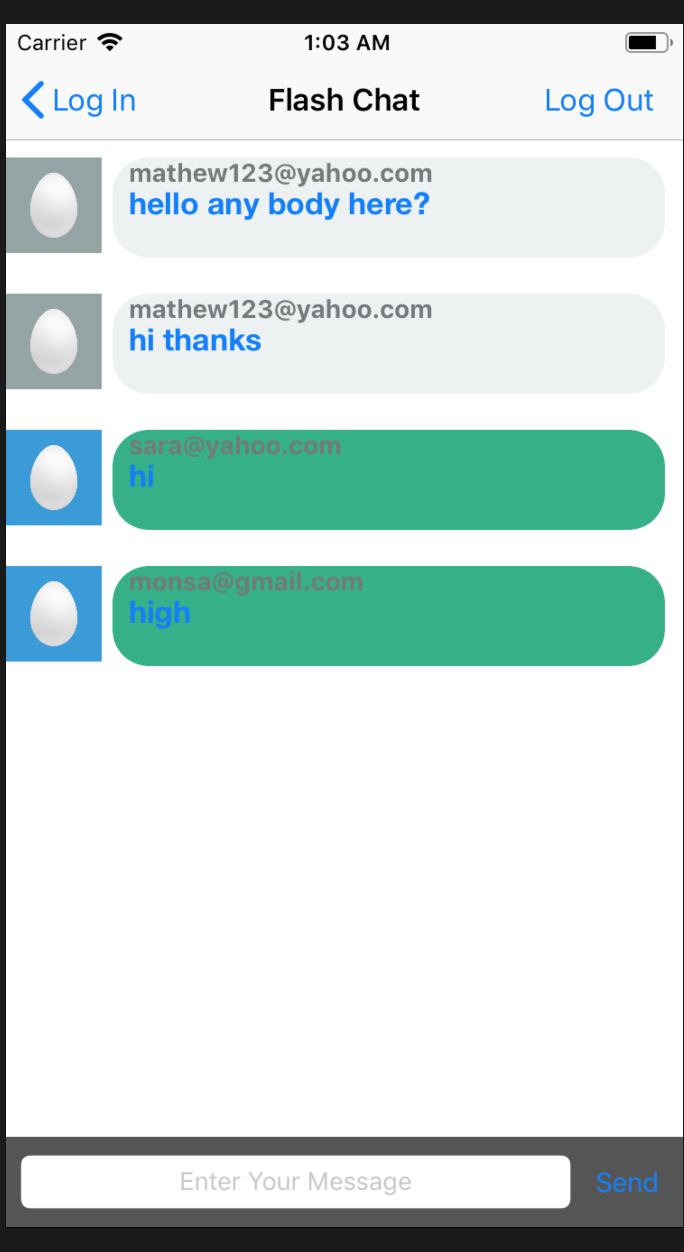 Carrier 1:03 AM
Log In Flash Chat Log Out
mathew123@yahoo.com
hello any body here?
mathew123@yahoo.com
hi thanks
sara@yahoo.com
hi
monsa@gmail.com
high
Enter Your Message Send